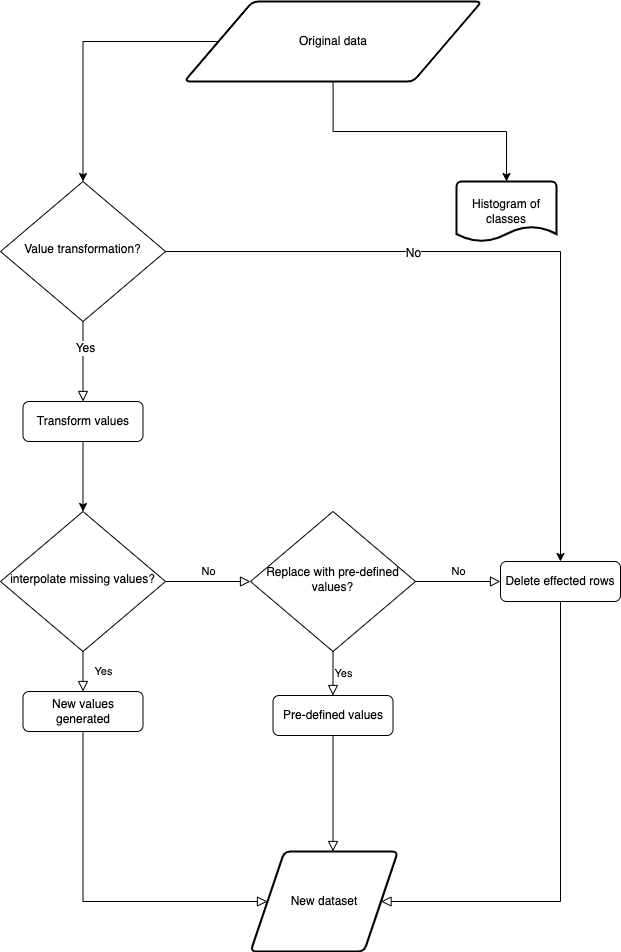 Original data
Histogram of
classes
Value transformation?
No
Yes
Transform values
interpolate missing values?
No
Replace with pre-defined
values?
No
Delete effected rows
Yes
Yes
New values
generated
Pre-defined values
New dataset